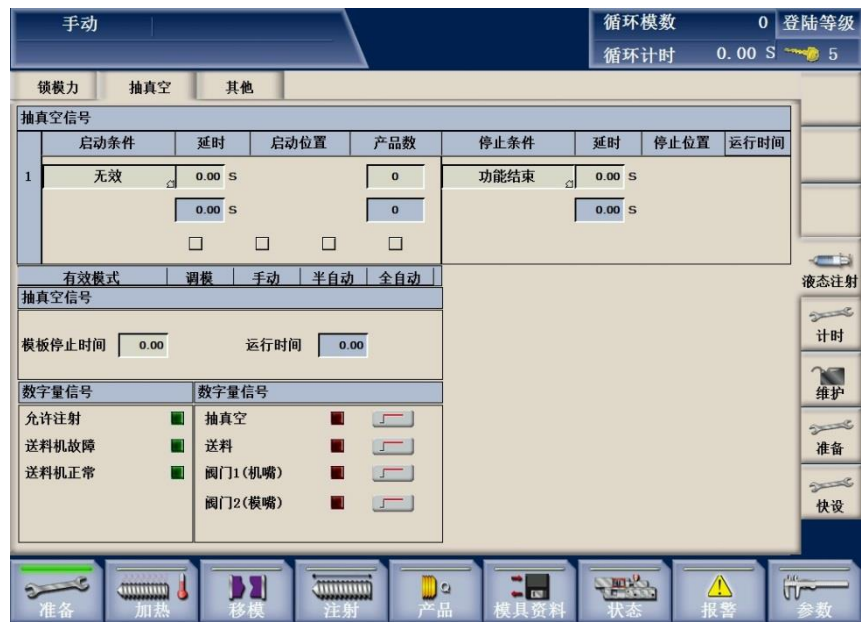 手动 循环模数 0 登陆等级
循环计时 0.00 S 5
锁模力 抽真空 其他
抽真空信号
启动条件 延时 启动位置 产品数 停止条件 延时 停止位置 运行时间
1 无效 0.00 S 0 功能结束 0.00 S
0.00 S 0 0.00 S
有效模式 调模 手动 半自动 全自动
抽真空信号
模板停止时间 0.00 运行时间 0.00
数字量信号 数字量信号
允许注射 抽真空
送料机故障 送料
送料机正常 阀门1(机嘴)
阀门2(模嘴)
液态注射
计时
维护
准备
快设
准备 加热 移模 注射 产品 模具资料 状态 报警 参数